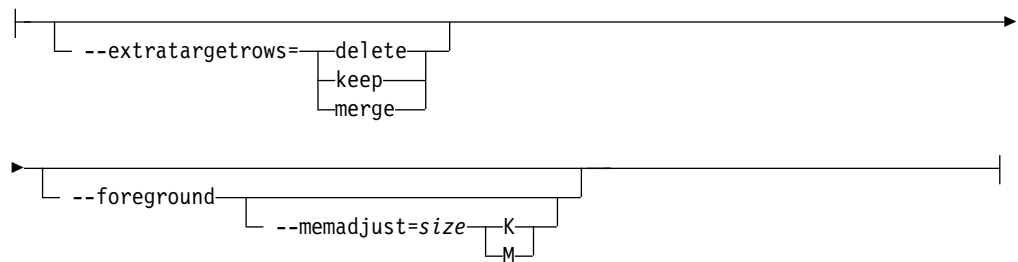 --extratargetrows= delete
keep
merge
--foreground
--memadjust=size K
M